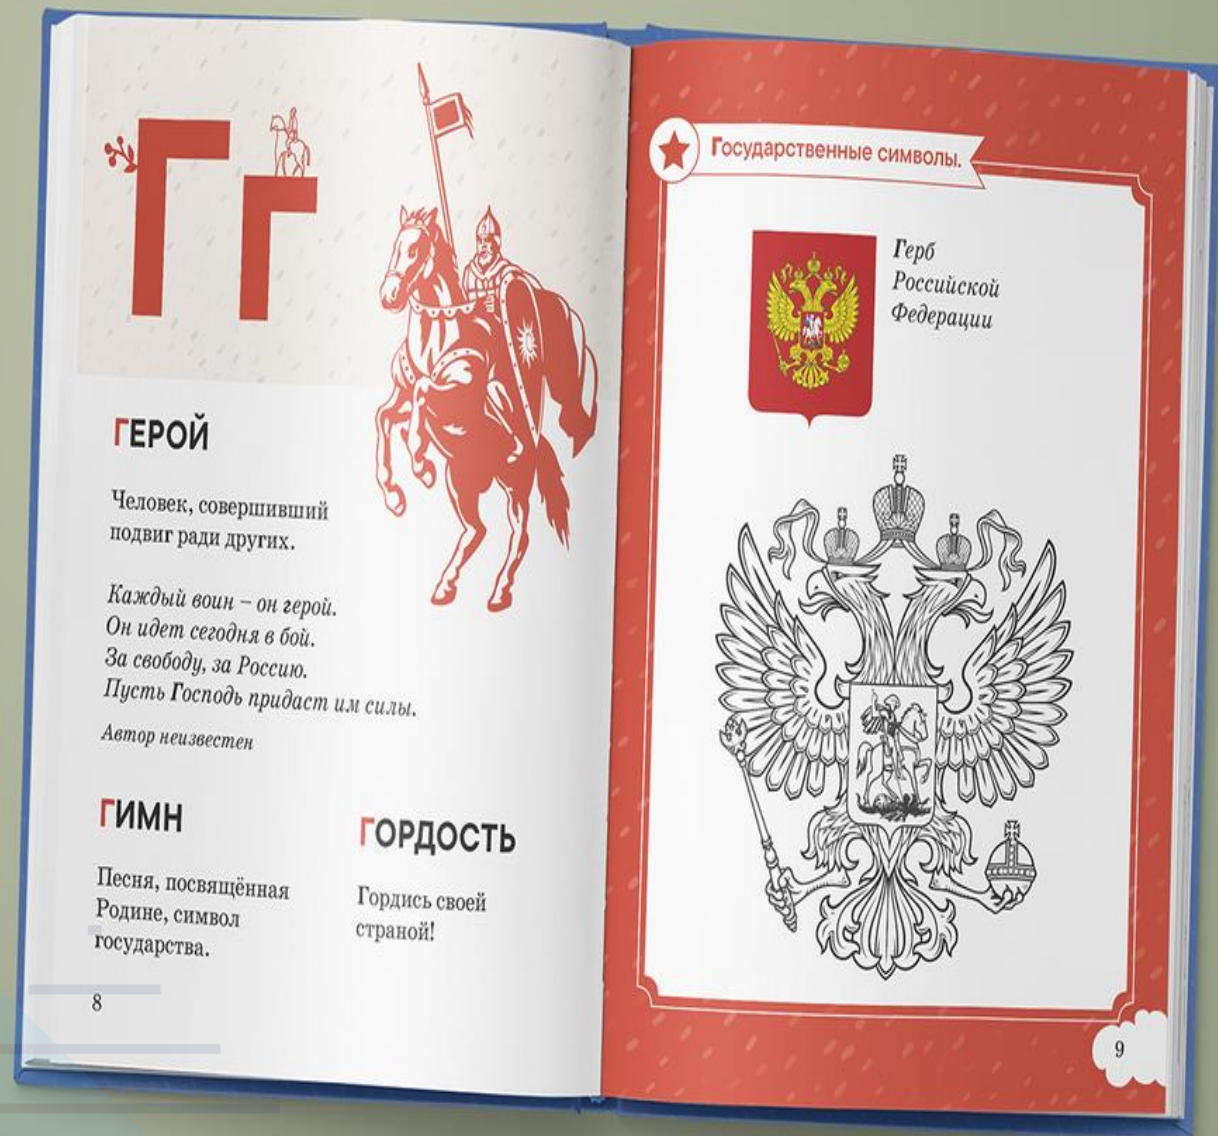 Гг
ГЕРОЙ
Человек, совершивший
подвиг ради других.
Каждый воин – он герой.
Он идет сегодня в бой.
За свободу, за Россию.
Пусть Господь придаст им силы.
Автор неизвестен
ГИМН
Песня, посвящённая
Родине, символ
государства.
ГОРДОСТЬ
Гордись своей
страной!
8
Государственные символы.
Герб
Российской
Федерации
9